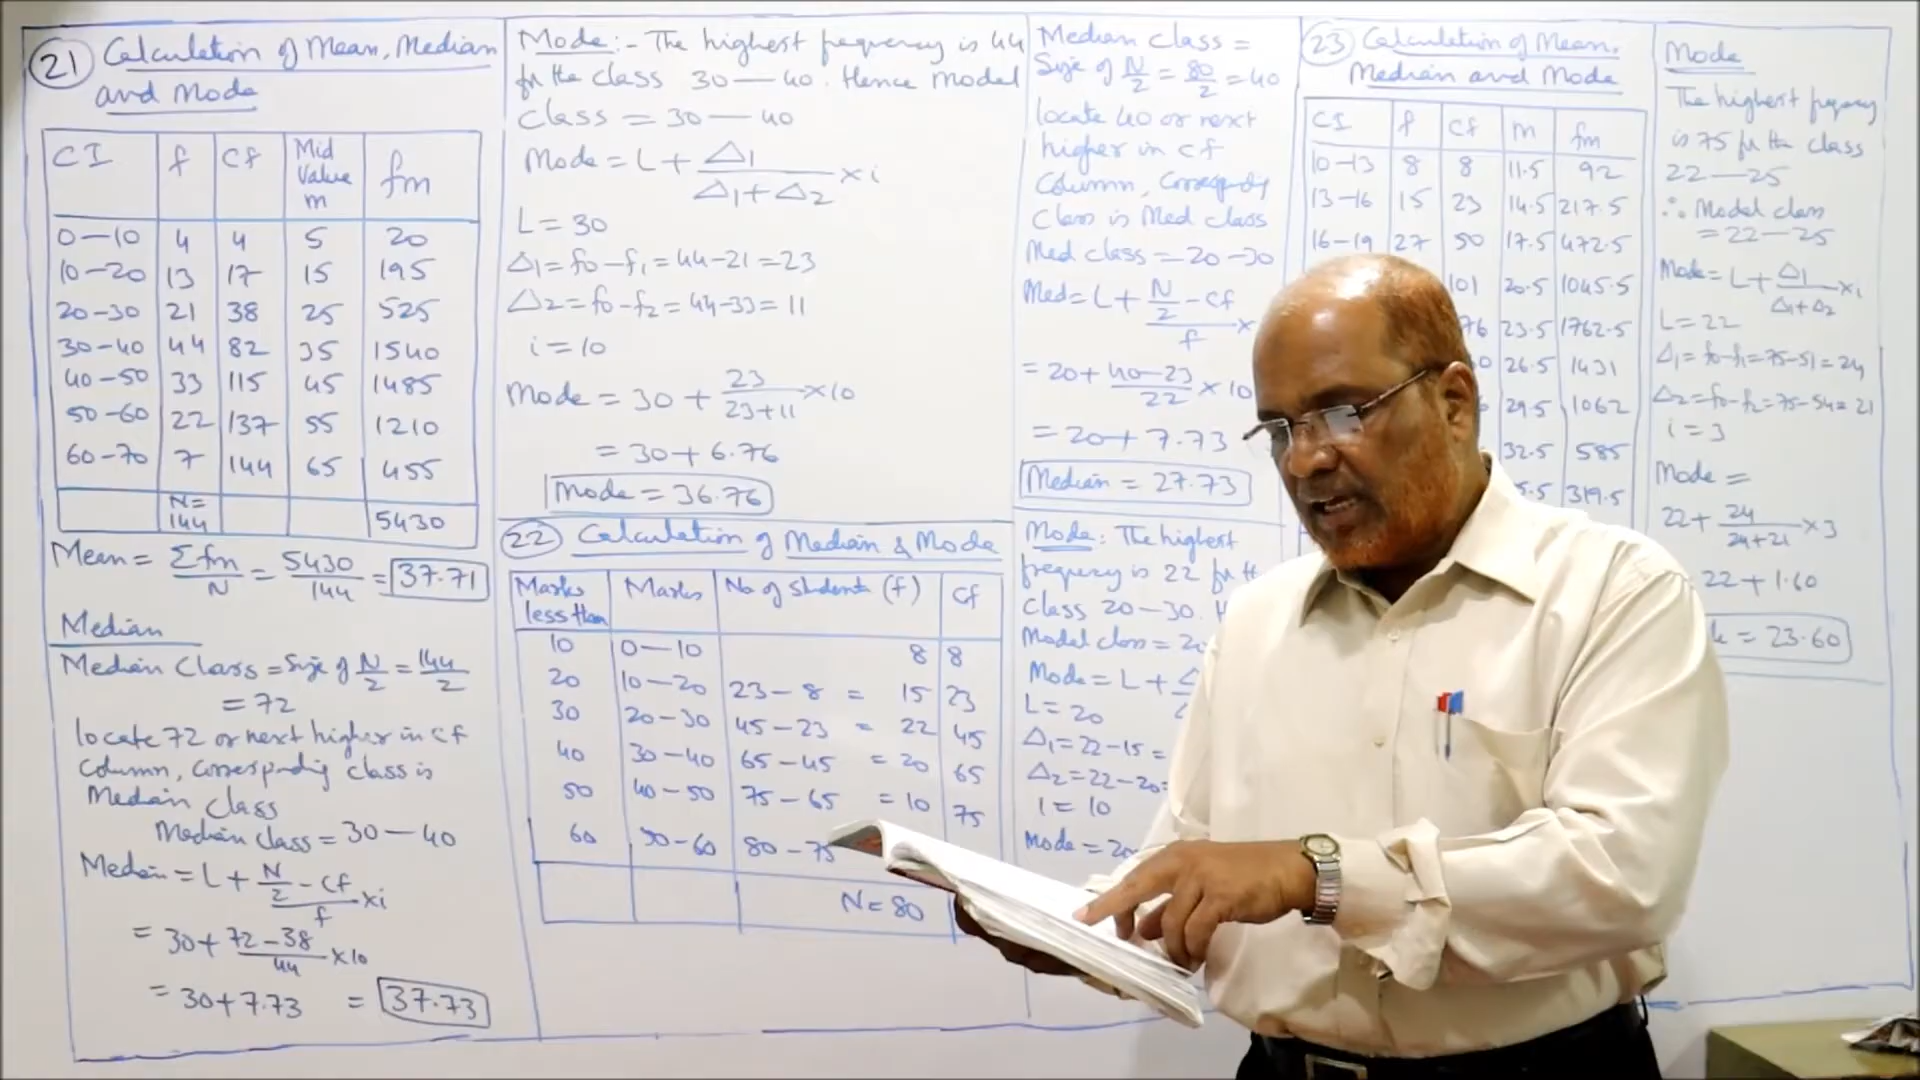 21 Calculation of Mean, Median
and Mode
CI f Cf Mid Value m fm
0—10 4 4 5 20
10—20 13 17 15 195
20—30 21 38 25 525
30—40 44 82 35 1540
40—50 33 115 45 1485
50—60 22 137 55 1210
60—70 7 144 65 455
N= 144 5430
Mean = Σfm/N = 5430/144 = 37.71
Median
Median Class = Size of N/2 = 144/2
= 72
locate 72 or next higher in cf
Column, Corresponding class is
Median class
Median class = 30 — 40
Median = L + N/2 - cf / f × i
= 30 + 72-38/44 × 10
= 30 + 7.73 = 37.73
Mode:- The highest frequency is 44
for the class 30 — 40. Hence model
class = 30 — 40
Mode = L + Δ1/Δ1+Δ2 × i
L = 30
Δ1 = f0 - f1 = 44 - 21 = 23
Δ2 = f0 - f2 = 44 - 33 = 11
i = 10
Mode = 30 + 23/23+11 × 10
= 30 + 6.76
Mode = 36.76
22 Calculation of Median & Mode
Marks less than Marks No of Students (f) Cf
10 0—10 8 8
20 10—20 23-8 = 15 23
30 20—30 45-23 = 22 45
40 30—40 65-45 = 20 65
50 40—50 75-65 = 10 75
60 50—60 80-75
N = 80
Median class =
Size of N/2 = 80/2 = 40
locate 40 or next
higher in cf
Column, Corresponding
Class is Med class
Med class = 20-30
Med = L + N/2 - cf / f ×
= 20 + 40-23/22 × 10
= 20 + 7.73
Median = 27.73
Mode: The highest
frequency is 22 for
class 20-30.
Model class = 20
Mode = L +
L = 20
Δ1 = 22-15 =
Δ2 = 22-20 =
i = 10
Mode = 20
23 Calculation of Mean,
Median and Mode
CI f Cf m fm
10—13 8 8 11.5 92
13—16 15 23 14.5 217.5
16—19 27 50 17.5 472.5
101 20.5 1045.5
76 23.5 1762.5
0 26.5 1431
29.5 1062
32.5 585
5.5 319.5
Mode
The highest frequency
is 75 for the class
22 — 25
∴ Model class
= 22 — 25
Mode = L + Δ1/Δ1+Δ2 × i
L = 22
Δ1 = f0-f1 = 75-51 = 24
Δ2 = f0-f2 = 75-54 = 21
i = 3
Mode =
22 + 24/24+21 × 3
22 + 1.60
= 23.60